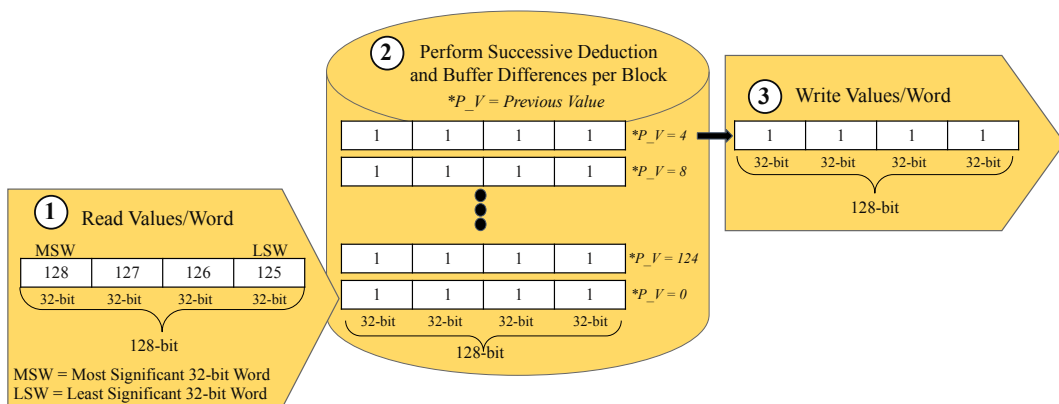 1 Read Values/Word
MSW LSW
128 127 126 125
32-bit 32-bit 32-bit 32-bit
128-bit
MSW = Most Significant 32-bit Word
LSW = Least Significant 32-bit Word
2 Perform Successive Deduction
and Buffer Differences per Block
*P_V = Previous Value
1 1 1 1 *P_V = 4
1 1 1 1 *P_V = 8
1 1 1 1 *P_V = 124
1 1 1 1 *P_V = 0
32-bit 32-bit 32-bit 32-bit
128-bit
3 Write Values/Word
1 1 1 1
32-bit 32-bit 32-bit 32-bit
128-bit